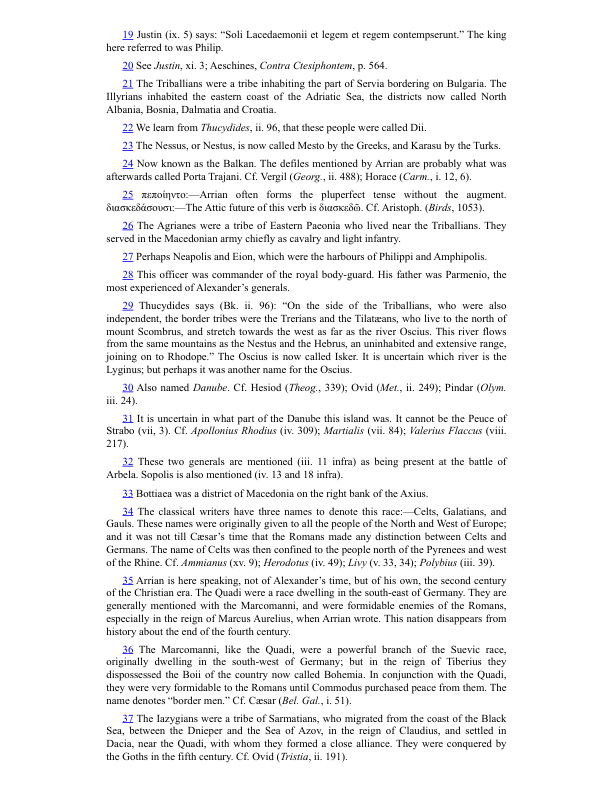 19 Justin (ix. 5) says: “Soli Lacedaemonii et legem et regem contempserunt.” The king
here referred to was Philip.
20 See Justin, xi. 3; Aeschines, Contra Ctesiphontem, p. 564.
21 The Triballians were a tribe inhabiting the part of Servia bordering on Bulgaria. The
Illyrians inhabited the eastern coast of the Adriatic Sea, the districts now called North
Albania, Bosnia, Dalmatia and Croatia.
22 We learn from Thucydides, ii. 96, that these people were called Dii.
23 The Nessus, or Nestus, is now called Mesto by the Greeks, and Karasu by the Turks.
24 Now known as the Balkan. The defiles mentioned by Arrian are probably what was
afterwards called Porta Trajani. Cf. Vergil (Georg., ii. 488); Horace (Carm., i. 12, 6).
25 πεποίηντο:—Arrian often forms the pluperfect tense without the augment.
διασκεδάσουσι:—The Attic future of this verb is διασκεδῶ. Cf. Aristoph. (Birds, 1053).
26 The Agrianes were a tribe of Eastern Paeonia who lived near the Triballians. They
served in the Macedonian army chiefly as cavalry and light infantry.
27 Perhaps Neapolis and Eion, which were the harbours of Philippi and Amphipolis.
28 This officer was commander of the royal body-guard. His father was Parmenio, the
most experienced of Alexander’s generals.
29 Thucydides says (Bk. ii. 96): “On the side of the Triballians, who were also
independent, the border tribes were the Trerians and the Tilatæans, who live to the north of
mount Scombrus, and stretch towards the west as far as the river Oscius. This river flows
from the same mountains as the Nestus and the Hebrus, an uninhabited and extensive range,
joining on to Rhodope.” The Oscius is now called Isker. It is uncertain which river is the
Lyginus; but perhaps it was another name for the Oscius.
30 Also named Danube. Cf. Hesiod (Theog., 339); Ovid (Met., ii. 249); Pindar (Olym.
iii. 24).
31 It is uncertain in what part of the Danube this island was. It cannot be the Peuce of
Strabo (vii, 3). Cf. Apollonius Rhodius (iv. 309); Martialis (vii. 84); Valerius Flaccus (viii.
217).
32 These two generals are mentioned (iii. 11 infra) as being present at the battle of
Arbela. Sopolis is also mentioned (iv. 13 and 18 infra).
33 Bottiaea was a district of Macedonia on the right bank of the Axius.
34 The classical writers have three names to denote this race:—Celts, Galatians, and
Gauls. These names were originally given to all the people of the North and West of Europe;
and it was not till Cæsar’s time that the Romans made any distinction between Celts and
Germans. The name of Celts was then confined to the people north of the Pyrenees and west
of the Rhine. Cf. Ammianus (xv. 9); Herodotus (iv. 49); Livy (v. 33, 34); Polybius (iii. 39).
35 Arrian is here speaking, not of Alexander’s time, but of his own, the second century
of the Christian era. The Quadi were a race dwelling in the south-east of Germany. They are
generally mentioned with the Marcomanni, and were formidable enemies of the Romans,
especially in the reign of Marcus Aurelius, when Arrian wrote. This nation disappears from
history about the end of the fourth century.
36 The Marcomanni, like the Quadi, were a powerful branch of the Suevic race,
originally dwelling in the south-west of Germany; but in the reign of Tiberius they
dispossessed the Boii of the country now called Bohemia. In conjunction with the Quadi,
they were very formidable to the Romans until Commodus purchased peace from them. The
name denotes “border men.” Cf. Cæsar (Bel. Gal., i. 51).
37 The Iazygians were a tribe of Sarmatians, who migrated from the coast of the Black
Sea, between the Dnieper and the Sea of Azov, in the reign of Claudius, and settled in
Dacia, near the Quadi, with whom they formed a close alliance. They were conquered by
the Goths in the fifth century. Cf. Ovid (Tristia, ii. 191).